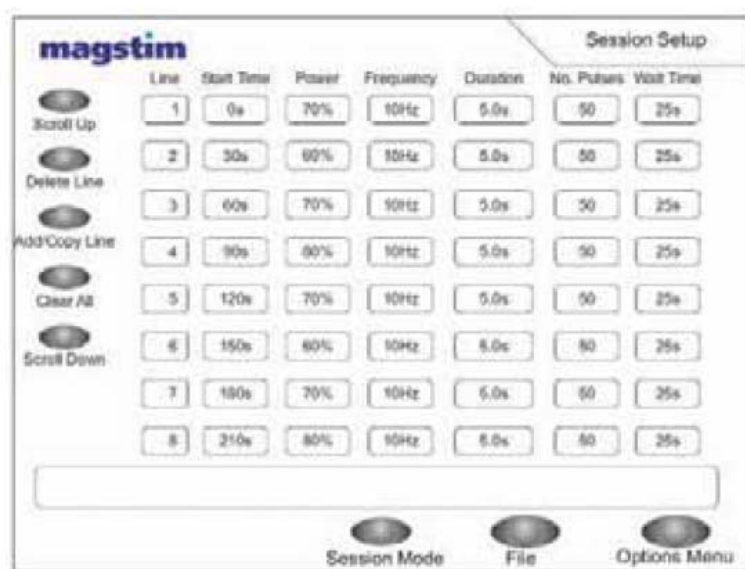 magstim
Session Setup
Line Start Time Power Frequency Duration No. Pulses Wait Time
Scroll Up
1 0s 70% 10Hz 5.0s 50 25s
2 30s 60% 10Hz 5.0s 50 25s
Delete Line
3 60s 70% 10Hz 5.0s 50 25s
Add/Copy Line
4 90s 80% 10Hz 5.0s 50 25s
Clear All
5 120s 70% 10Hz 5.0s 50 25s
Scroll Down
6 150s 60% 10Hz 5.0s 50 25s
7 180s 70% 10Hz 5.0s 50 25s
8 210s 80% 10Hz 5.0s 50 25s
Session Mode File Options Menu